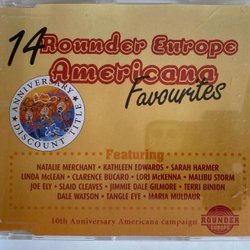 14 Rounder Europe
Americana
Favourites
ANNIVERSARY
DISCOUNT TITLE
Featuring
NATALIE MERCHANT • KATHLEEN EDWARDS • SARAH HARMER
LINDA McLEAN • CLARENCE BUCARO • LORI McKENNA • MALIBU STORM
JOE ELY • SLAID CLEAVES • JIMMIE DALE GILMORE • TERRI BINION
DALE WATSON • TANGLE EYE • MARIA MULDAUR
10th Anniversary Americana campaign
ROUNDER
EUROPE